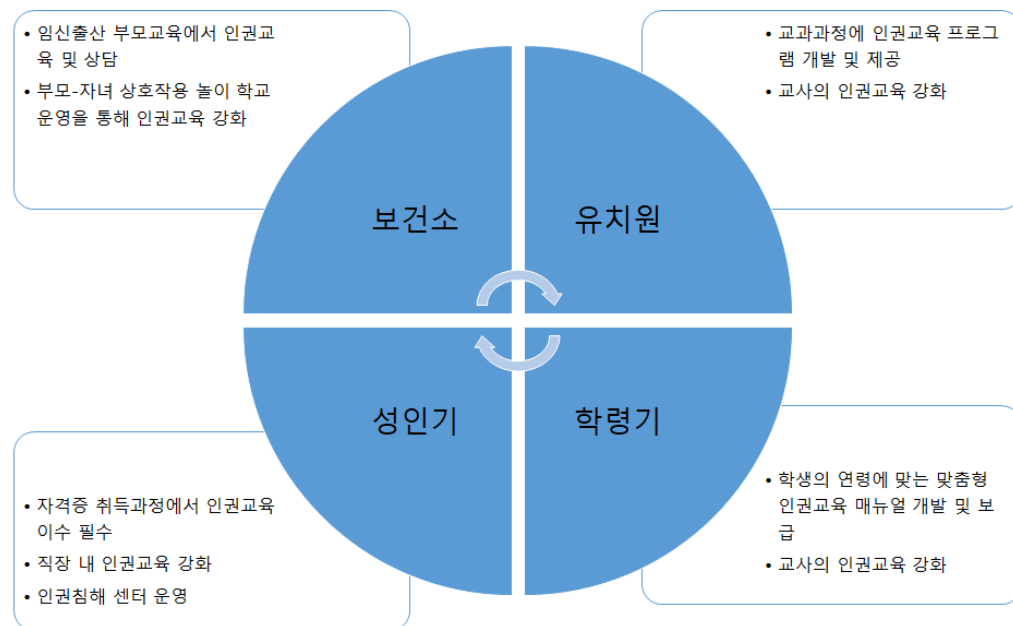 • 임신출산 부모교육에서 인권교
육 및 상담
• 부모-자녀 상호작용 놀이 학교
운영을 통해 인권교육 강화
• 교과과정에 인권교육 프로그
램 개발 및 제공
• 교사의 인권교육 강화
보건소
유치원
성인기
학령기
• 자격증 취득과정에서 인권교육
이수 필수
• 직장 내 인권교육 강화
• 인권침해 센터 운영
• 학생의 연령에 맞는 맞춤형
인권교육 매뉴얼 개발 및 보
급
• 교사의 인권교육 강화